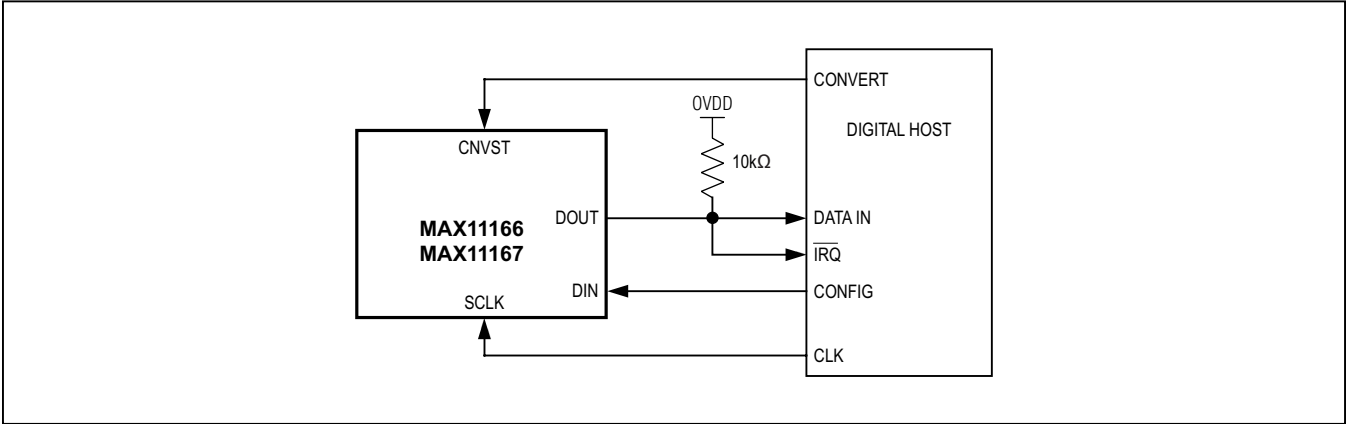 CONVERT
OVDD
DIGITAL HOST
CNVST
10kΩ
DOUT
DATA IN
MAX11166
MAX11167
IRQ
DIN
CONFIG
SCLK
CLK